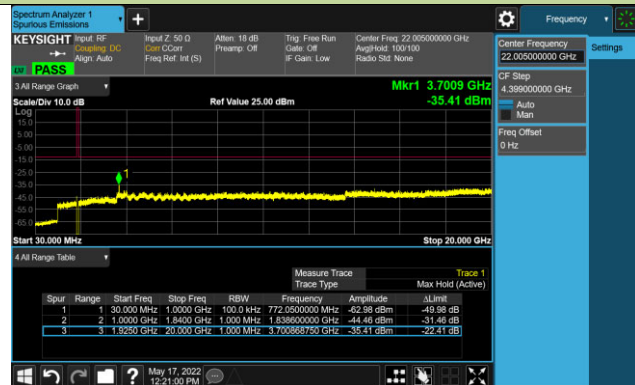 Spectrum Analyzer 1
Spurious Emissions
Frequency
KEYSIGHT
Input: RF
Coupling: DC
Align: Auto
Input Z: 50 Ω
Corr CCorr
Freq Ref: Int (S)
Atten: 18 dB
Preamp: Off
Trig: Free Run
Gate: Off
IF Gain: Low
Center Freq: 22.005000000 GHz
Avg|Hold: 100/100
Radio Std: None
PASS
Center Frequency
22.005000000 GHz
Settings
CF Step
4.399000000 GHz
Auto
Man
Freq Offset
0 Hz
3 All Range Graph
Mkr1 3.7009 GHz
Scale/Div 10.0 dB
Ref Value 25.00 dBm
-35.41 dBm
Log
15.0
5.00
-5.00
-15.0
-25.0
-35.0
-45.0
-55.0
-65.0
1
Start 30.000 MHz
Stop 20.000 GHz
4 All Range Table
Measure Trace Trace 1
Trace Type Max Hold (Active)
Spur Range Start Freq Stop Freq RBW Frequency Amplitude ΔLimit
1 1 30.000 MHz 1.0000 GHz 100.0 kHz 772.0500000 MHz -62.98 dBm -49.98 dB
2 2 1.0000 GHz 1.8400 GHz 1.000 MHz 1.838600000 GHz -44.46 dBm -31.46 dB
3 3 1.9250 GHz 20.000 GHz 1.000 MHz 3.700868750 GHz -35.41 dBm -22.41 dB
May 17, 2022
12:21:00 PM